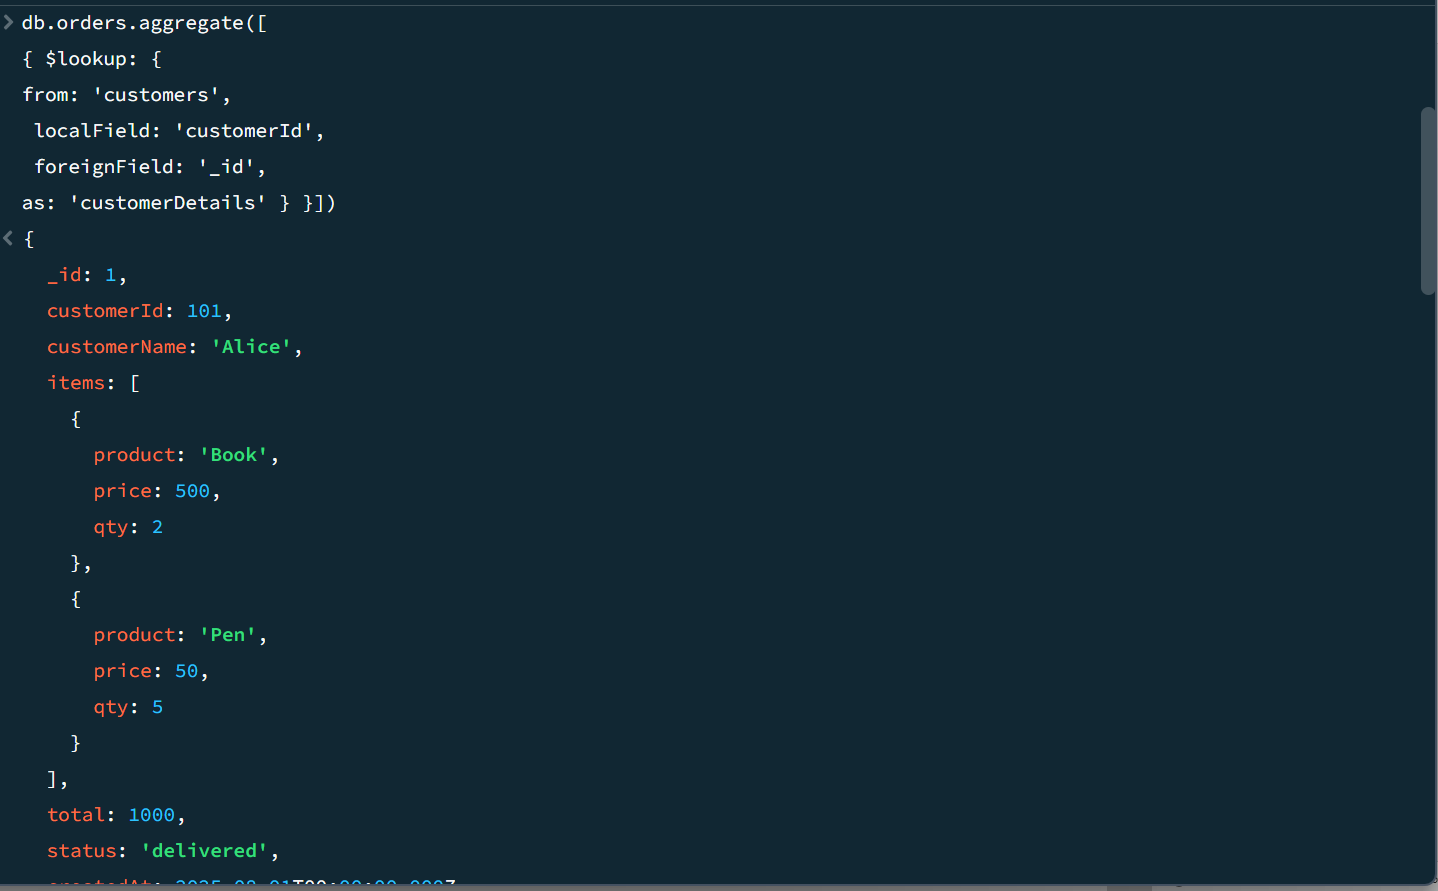 db.orders.aggregate([
{ $lookup: {
from: 'customers',
localField: 'customerId',
foreignField: '_id',
as: 'customerDetails' } }])
{
_id: 1,
customerId: 101,
customerName: 'Alice',
items: [
{
product: 'Book',
price: 500,
qty: 2
},
{
product: 'Pen',
price: 50,
qty: 5
}
],
total: 1000,
status: 'delivered',